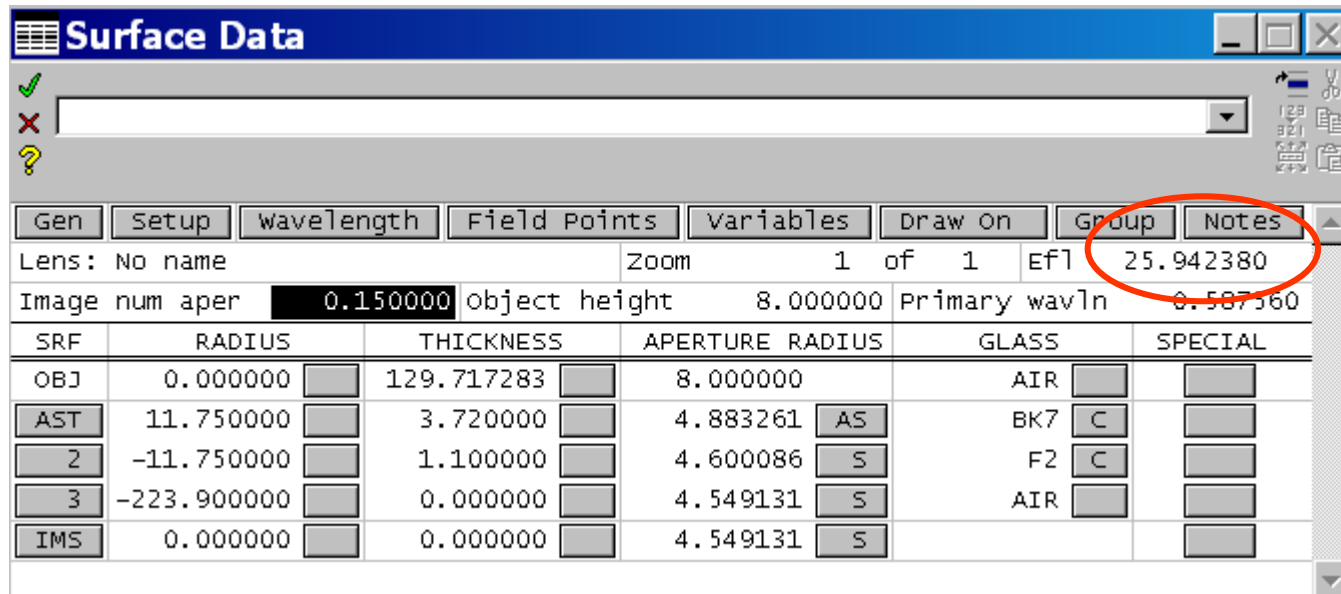 Surface Data
Gen Setup Wavelength Field Points Variables Draw On Group Notes
Lens: No name Zoom 1 of 1 Efl 25.942380
Image num aper 0.150000 Object height 8.000000 Primary wavln 0.587560
SRF RADIUS THICKNESS APERTURE RADIUS GLASS SPECIAL
OBJ 0.000000 129.717283 8.000000 AIR
AST 11.750000 3.720000 4.883261 AS BK7 C
2 -11.750000 1.100000 4.600086 S F2 C
3 -223.900000 0.000000 4.549131 S AIR
IMS 0.000000 0.000000 4.549131 S